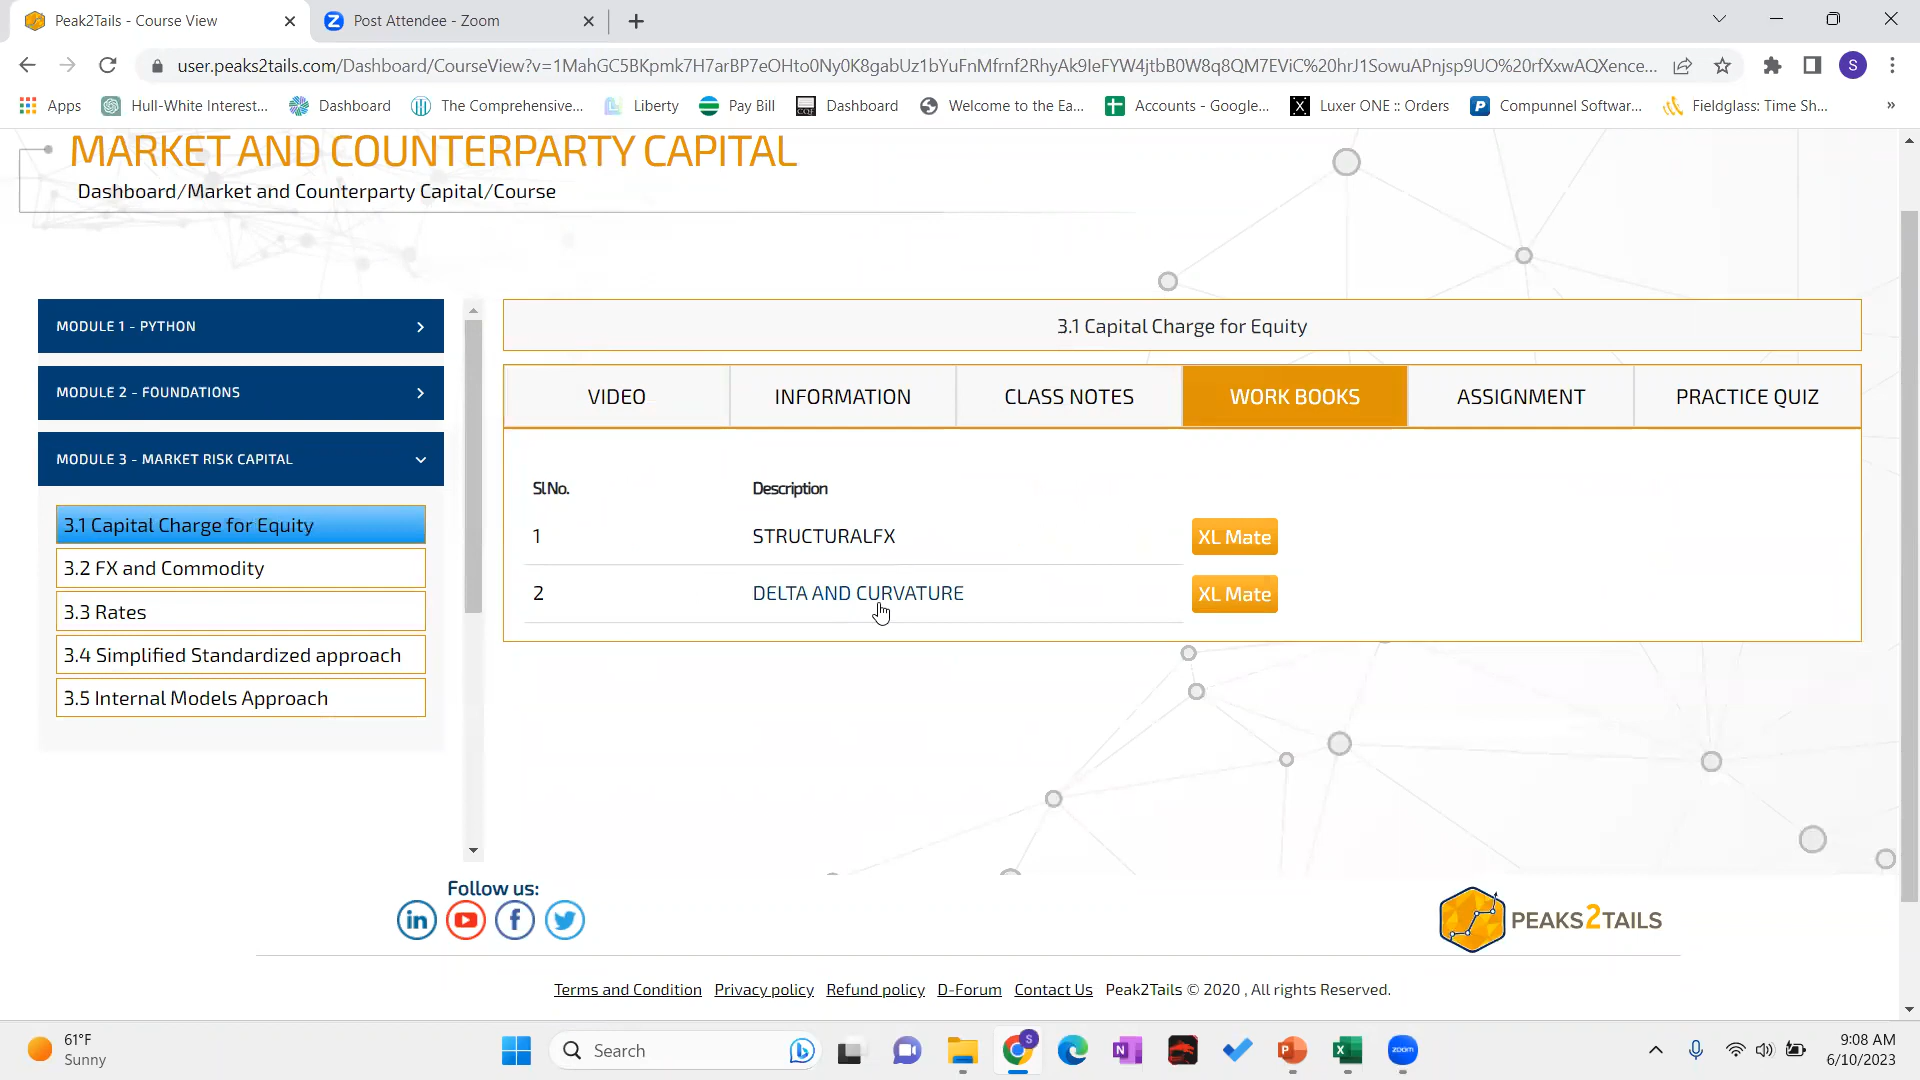 Peak2Tails - Course View
Post Attendee - Zoom
user.peaks2tails.com/Dashboard/CourseView?v=1MahGC5BKpmk7H7arBP7eOHto0Ny0K8gabUz1bYuFnMfrnf2RhyAk9IeFYW4jtbB0W8q8QM7EViC%20hrJ1SowuAPnjsp9UO%20rfXxwAQXence...
S
Apps
Hull-White Interest...
Dashboard
The Comprehensive...
Liberty
Pay Bill
Dashboard
Welcome to the Ea...
Accounts - Google...
Luxer ONE :: Orders
Compunnel Softwar...
Fieldglass: Time Sh...
»
MARKET AND COUNTERPARTY CAPITAL
Dashboard/Market and Counterparty Capital/Course
MODULE 1 - PYTHON
MODULE 2 - FOUNDATIONS
MODULE 3 - MARKET RISK CAPITAL
3.1 Capital Charge for Equity
3.2 FX and Commodity
3.3 Rates
3.4 Simplified Standardized approach
3.5 Internal Models Approach
3.1 Capital Charge for Equity
VIDEO
INFORMATION
CLASS NOTES
WORK BOOKS
ASSIGNMENT
PRACTICE QUIZ
Sl.No. Description
1 STRUCTURALFX XL Mate
2 DELTA AND CURVATURE XL Mate
Follow us:
PEAKS2TAILS
Terms and Condition Privacy policy Refund policy D-Forum Contact Us Peak2Tails © 2020 , All rights Reserved.
61°F
Sunny
Search
zoom
9:08 AM
6/10/2023